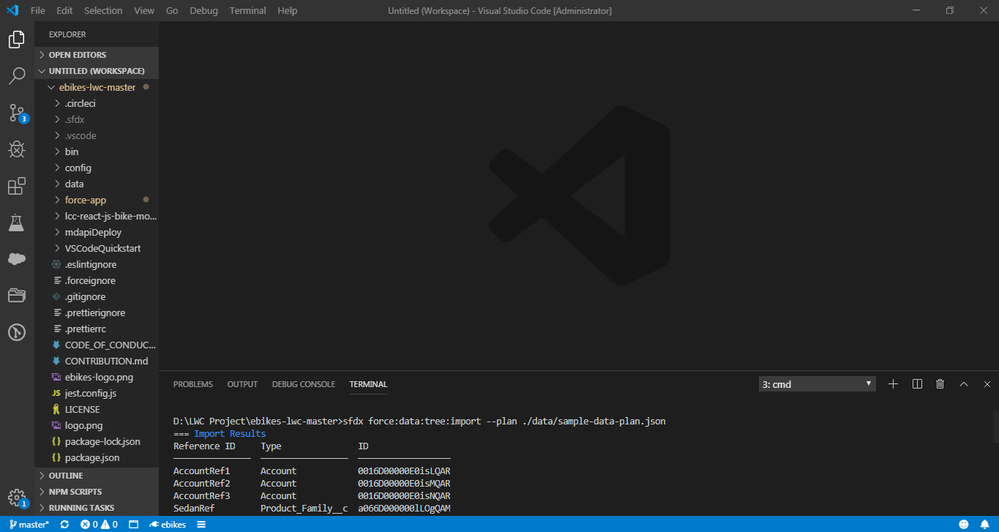 File Edit Selection View Go Debug Terminal Help
Untitled (Workspace) - Visual Studio Code [Administrator]
EXPLORER
OPEN EDITORS
UNTITLED (WORKSPACE)
ebikes-lwc-master
.circleci
.sfdx
.vscode
bin
config
data
force-app
lcc-react-js-bike-mo...
mdapiDeploy
VSCodeQuickstart
.eslintignore
.forceignore
.gitignore
.prettierignore
.prettierrc
CODE_OF_CONDUC...
CONTRIBUTION.md
ebikes-logo.png
JS jest.config.js
LICENSE
logo.png
{} package-lock.json
{} package.json
OUTLINE
NPM SCRIPTS
RUNNING TASKS
3
1
PROBLEMS OUTPUT DEBUG CONSOLE TERMINAL
3: cmd
D:\LWC Project\ebikes-lwc-master>sfdx force:data:tree:import --plan ./data/sample-data-plan.json
=== Import Results
Reference ID Type ID
AccountRef1 Account 0016D00000E0isLQAR
AccountRef2 Account 0016D00000E0isMQAR
AccountRef3 Account 0016D00000E0isNQAR
SedanRef Product_Family__c a066D000000lLOgQAM
master* 0 0 ebikes